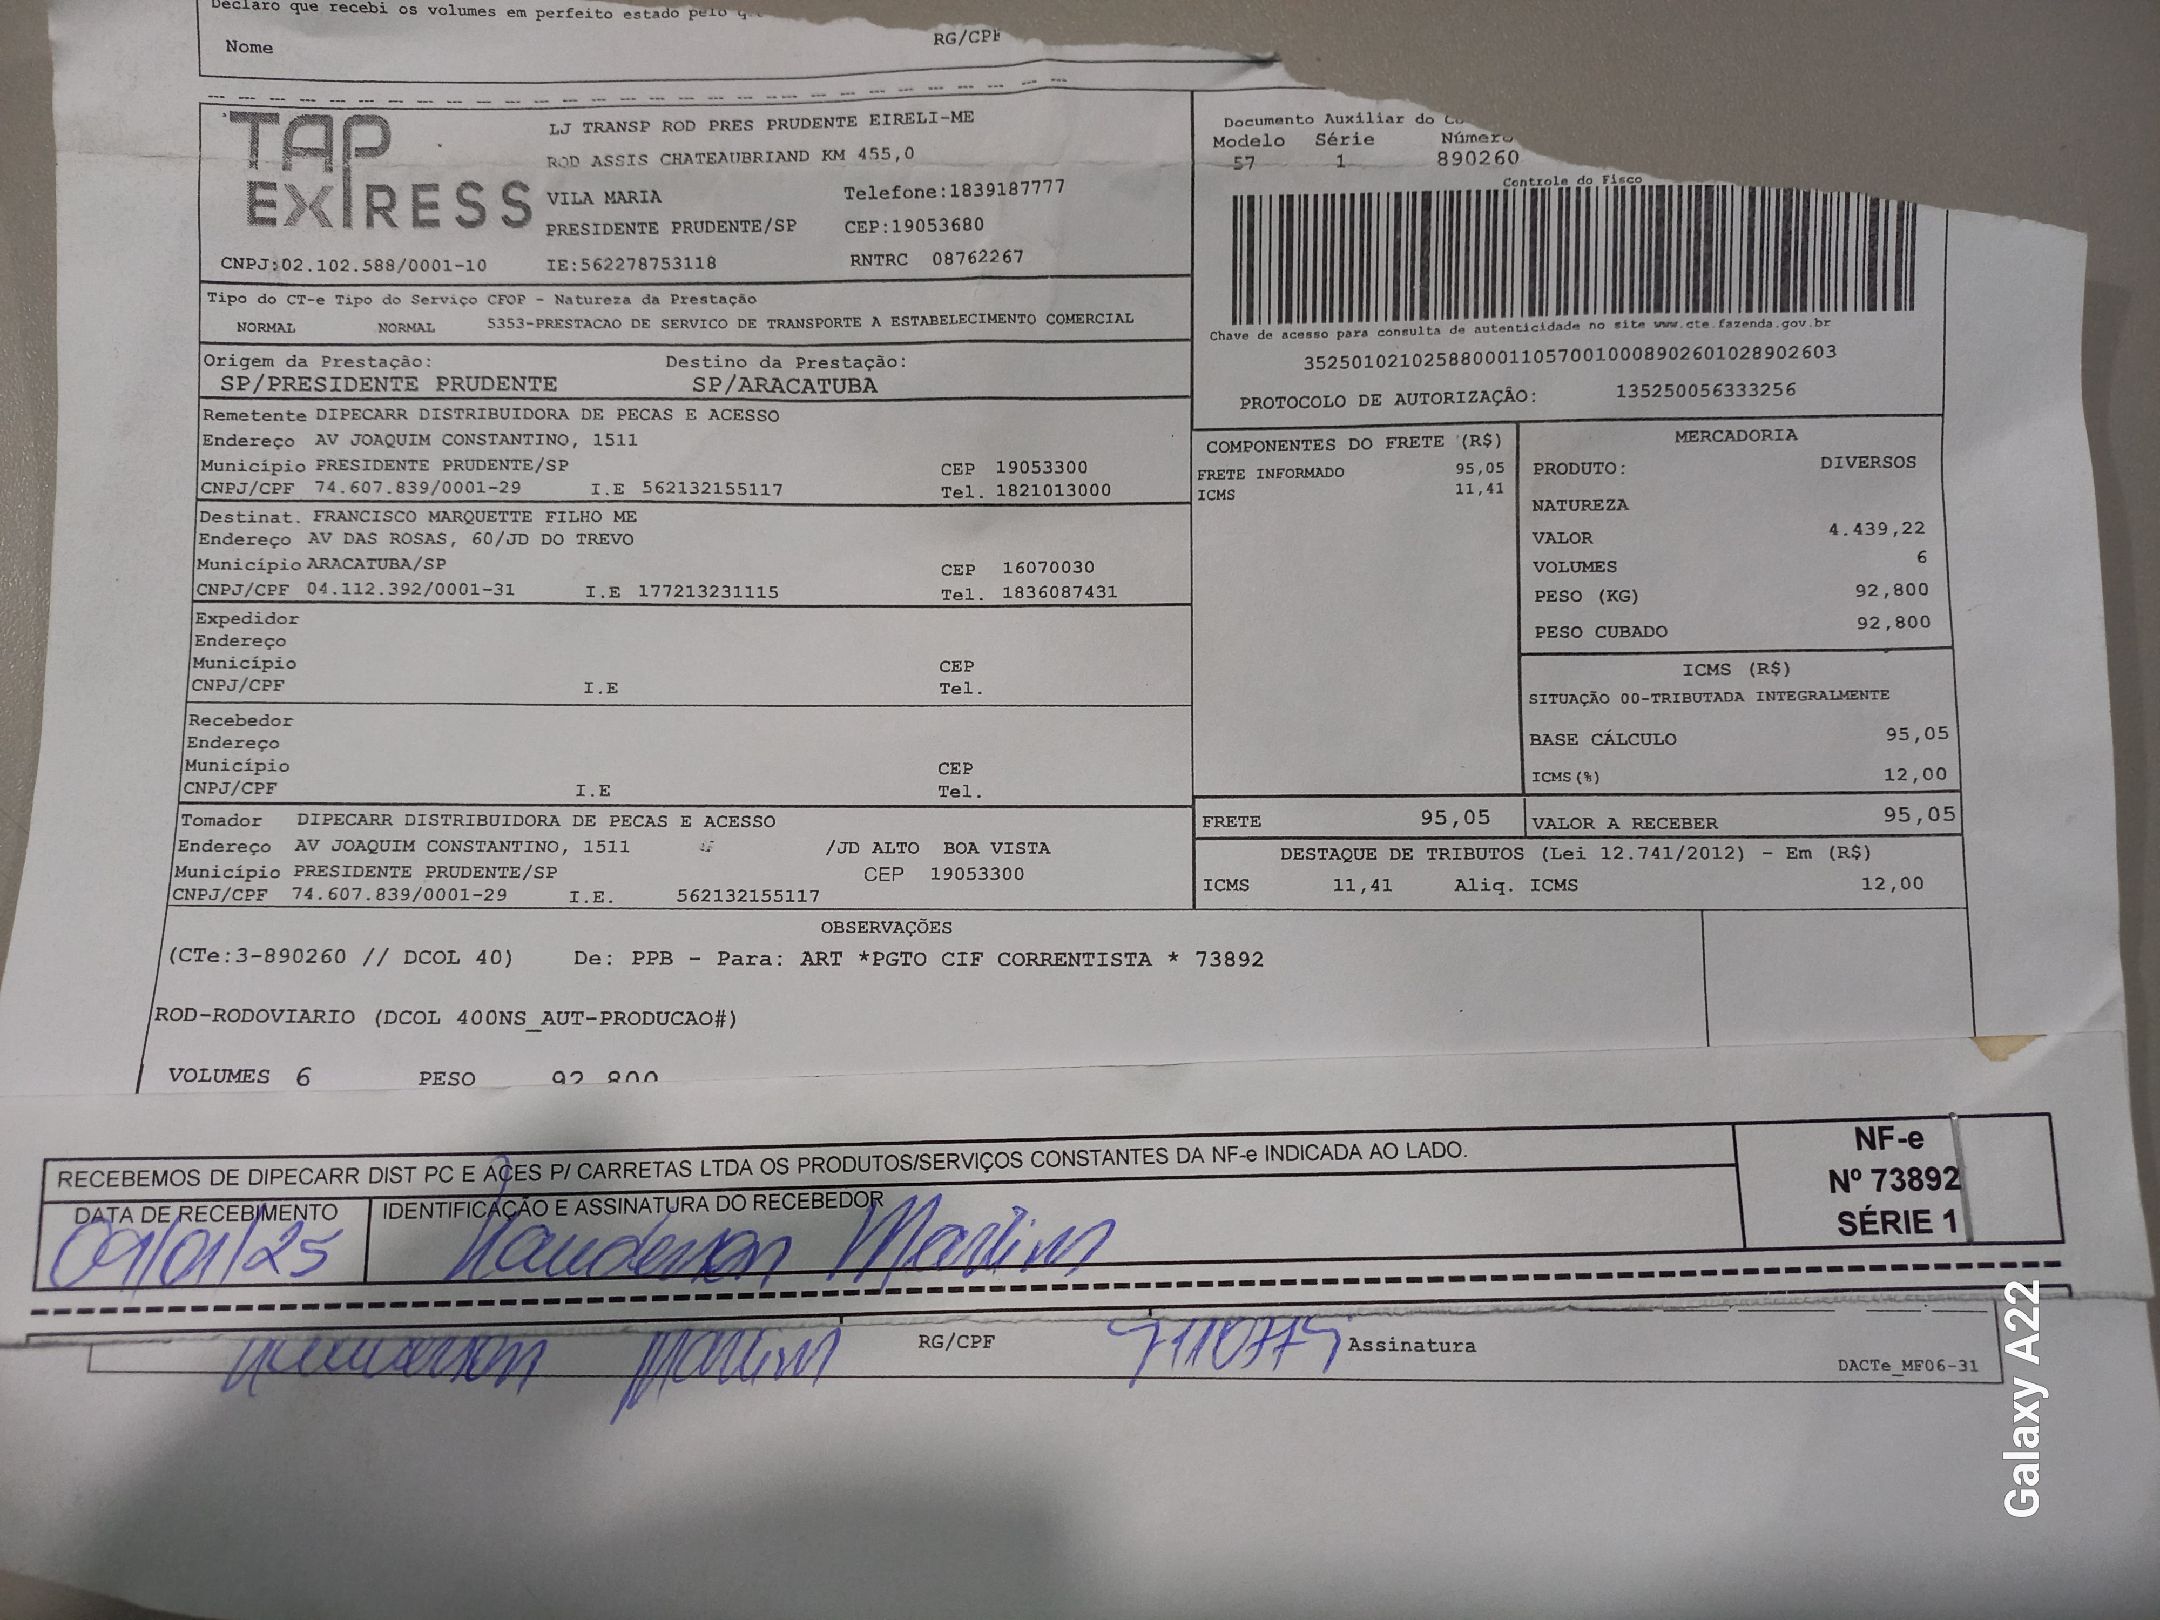 Declaro que recebi os volumes em perfeito estado pelo
Nome RG/CPF
TAP EXPRESS
LJ TRANSP ROD PRES PRUDENTE EIRELI-ME
ROD ASSIS CHATEAUBRIAND KM 455,0
VILA MARIA Telefone:1839187777
PRESIDENTE PRUDENTE/SP CEP:19053680
CNPJ:02.102.588/0001-10 IE:562278753118 RNTRC 08762267
Documento Auxiliar do
Modelo Série Número
57 1 890260
Controle do Fisco
Chave de acesso para consulta de autenticidade no site www.cte.fazenda.gov.br
35250102102588000110570010008902601028902603
PROTOCOLO DE AUTORIZAÇÃO: 135250056333256
Tipo do CT-e Tipo do Serviço CFOP - Natureza da Prestação
NORMAL NORMAL 5353-PRESTACAO DE SERVICO DE TRANSPORTE A ESTABELECIMENTO COMERCIAL
Origem da Prestação: Destino da Prestação:
SP/PRESIDENTE PRUDENTE SP/ARACATUBA
Remetente DIPECARR DISTRIBUIDORA DE PECAS E ACESSO
Endereço AV JOAQUIM CONSTANTINO, 1511
Município PRESIDENTE PRUDENTE/SP CEP 19053300
CNPJ/CPF 74.607.839/0001-29 I.E 562132155117 Tel. 1821013000
Destinat. FRANCISCO MARQUETTE FILHO ME
Endereço AV DAS ROSAS, 60/JD DO TREVO
Município ARACATUBA/SP CEP 16070030
CNPJ/CPF 04.112.392/0001-31 I.E 177213231115 Tel. 1836087431
Expedidor
Endereço
Município CEP
CNPJ/CPF I.E Tel.
Recebedor
Endereço
Município CEP
CNPJ/CPF I.E Tel.
Tomador DIPECARR DISTRIBUIDORA DE PECAS E ACESSO
Endereço AV JOAQUIM CONSTANTINO, 1511 /JD ALTO BOA VISTA
Município PRESIDENTE PRUDENTE/SP CEP 19053300
CNPJ/CPF 74.607.839/0001-29 I.E. 562132155117
COMPONENTES DO FRETE (R$)
FRETE INFORMADO 95,05
ICMS 11,41
MERCADORIA
PRODUTO: DIVERSOS
NATUREZA
VALOR 4.439,22
VOLUMES 6
PESO (KG) 92,800
PESO CUBADO 92,800
ICMS (R$)
SITUAÇÃO 00-TRIBUTADA INTEGRALMENTE
BASE CÁLCULO 95,05
ICMS(%) 12,00
FRETE 95,05 VALOR A RECEBER 95,05
DESTAQUE DE TRIBUTOS (Lei 12.741/2012) - Em (R$)
ICMS 11,41 Aliq. ICMS 12,00
OBSERVAÇÕES
(CTe:3-890260 // DCOL 40) De: PPB - Para: ART *PGTO CIF CORRENTISTA * 73892
ROD-RODOVIARIO (DCOL 400NS_AUT-PRODUCAO#)
VOLUMES 6 PESO 92,800
RECEBEMOS DE DIPECARR DIST PC E ACES P/ CARRETAS LTDA OS PRODUTOS/SERVIÇOS CONSTANTES DA NF-e INDICADA AO LADO.
DATA DE RECEBIMENTO IDENTIFICAÇÃO E ASSINATURA DO RECEBEDOR
09/01/25
NF-e
Nº 73892
SÉRIE 1
RG/CPF Assinatura
DACTe_MF06-31
Galaxy A22